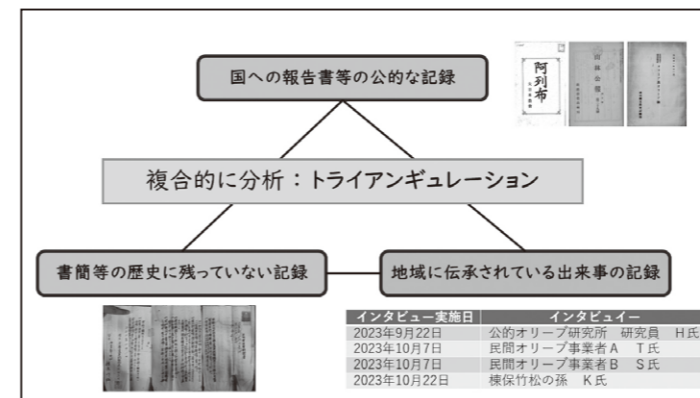 国への報告書等の公的な記録
阿列布
複合的に分析：トライアンギュレーション
書簡等の歴史に残っていない記録
地域に伝承されている出来事の記録
インタビュー実施日 インタビュイー
2023年9月22日 公的オリーブ研究所 研究員 H氏
2023年10月7日 民間オリーブ事業者A T氏
2023年10月7日 民間オリーブ事業者B S氏
2023年10月22日 棟保竹松の孫 K氏